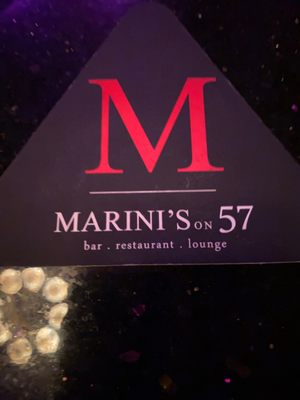 M
MARINI'S ON 57
bar . restaurant . lounge